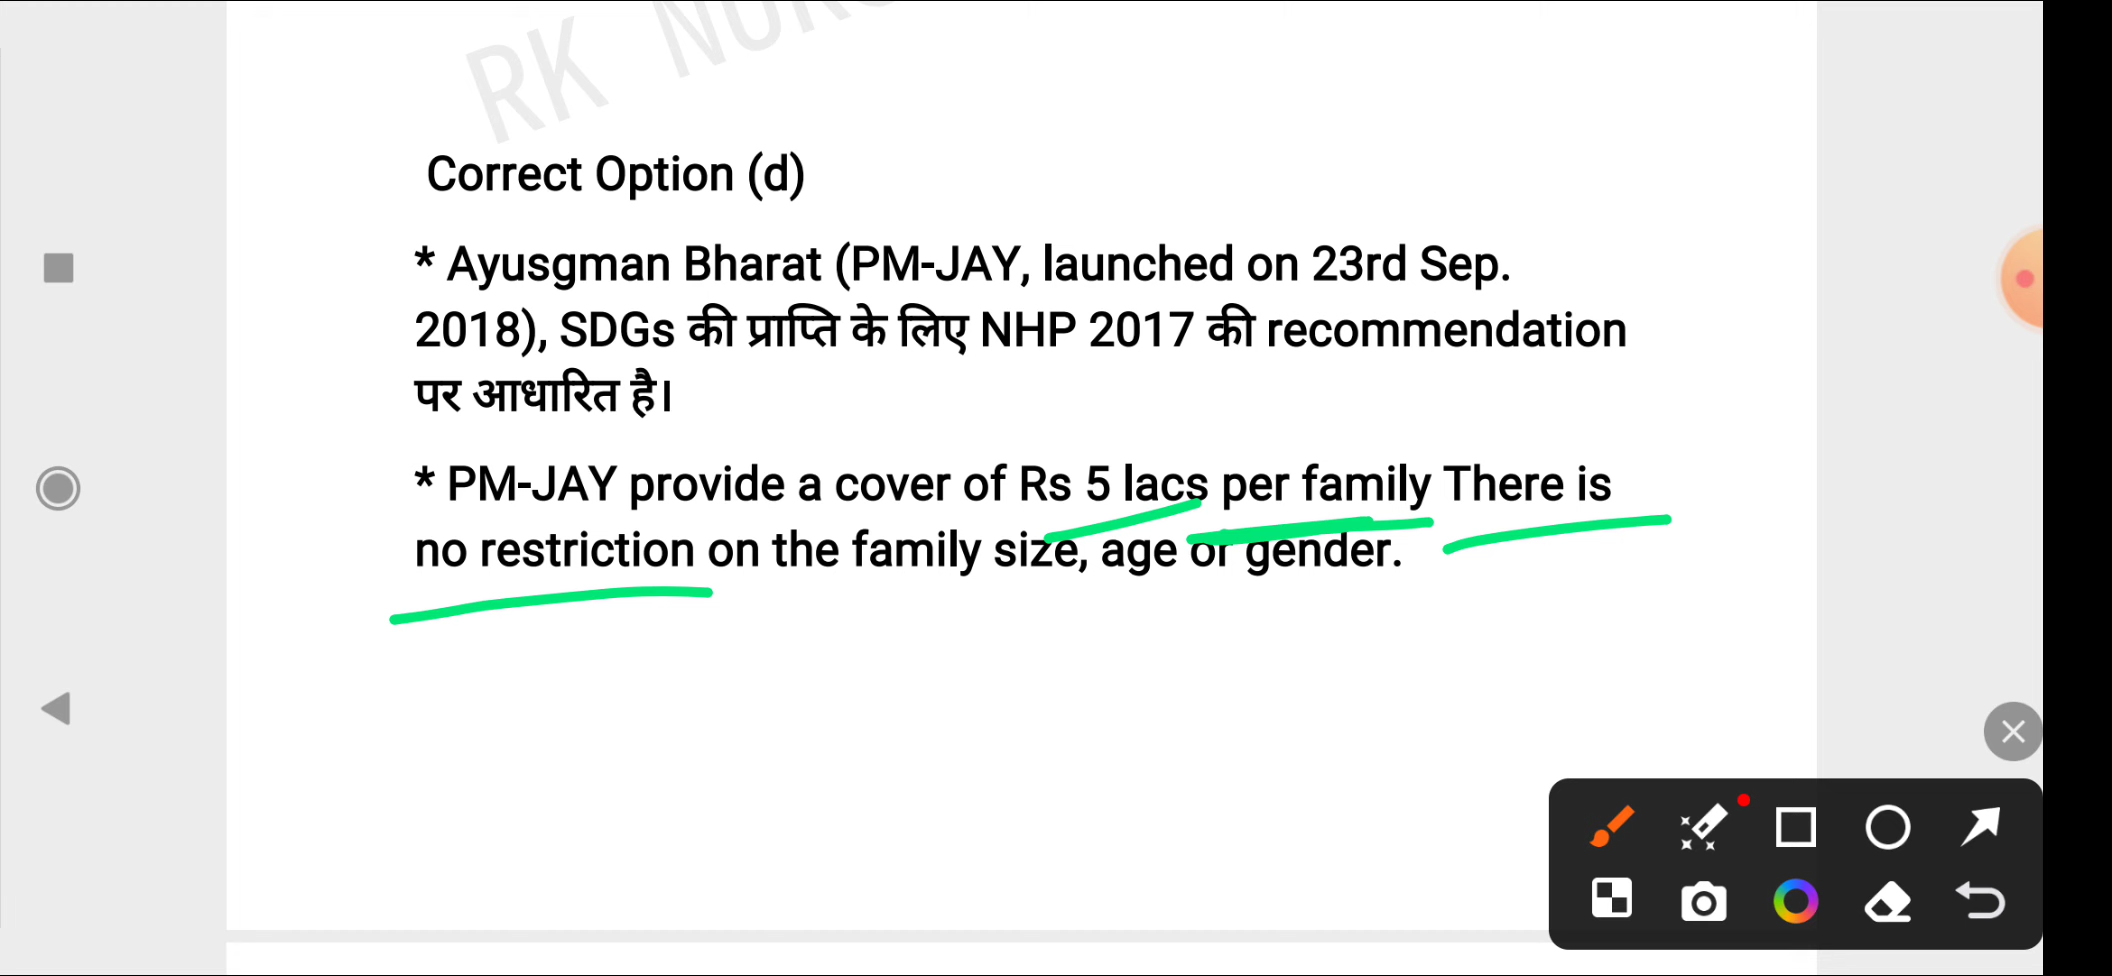 RK
Correct Option (d)
* Ayusgman Bharat (PM-JAY, launched on 23rd Sep.
2018), SDGs की प्राप्ति के लिए NHP 2017 की recommendation
पर आधारित है।
* PM-JAY provide a cover of Rs 5 lacs per family There is
no restriction on the family size, age or gender.